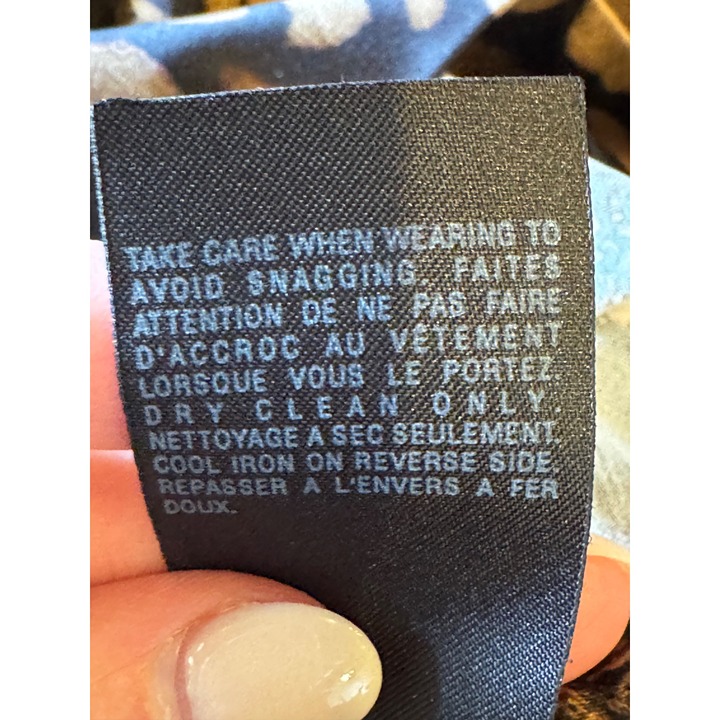 TAKE CARE WHEN WEARING TO
AVOID SNAGGING. FAITES
ATTENTION DE NE PAS FAIRE
D'ACCROC AU VÊTEMENT
LORSQUE VOUS LE PORTEZ.
DRY CLEAN ONLY.
NETTOYAGE A SEC SEULEMENT.
COOL IRON ON REVERSE SIDE.
REPASSER A L'ENVERS A FER
DOUX.